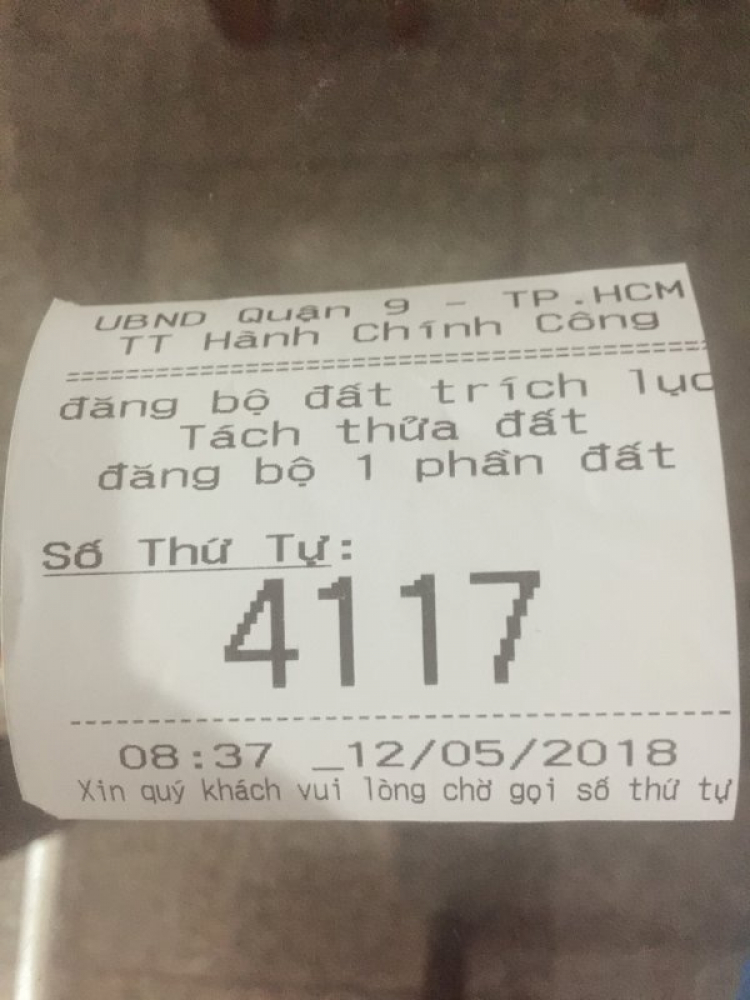 UBND Quận 9 - TP.HCM
TT Hành Chính Công
========================================
đăng bộ đất trích lục
Tách thửa đất
đăng bộ 1 phần đất
Số Thứ Tự:
4117
----------------------------------------
08:37 _12/05/2018
Xin quý khách vui lòng chờ gọi số thứ tự